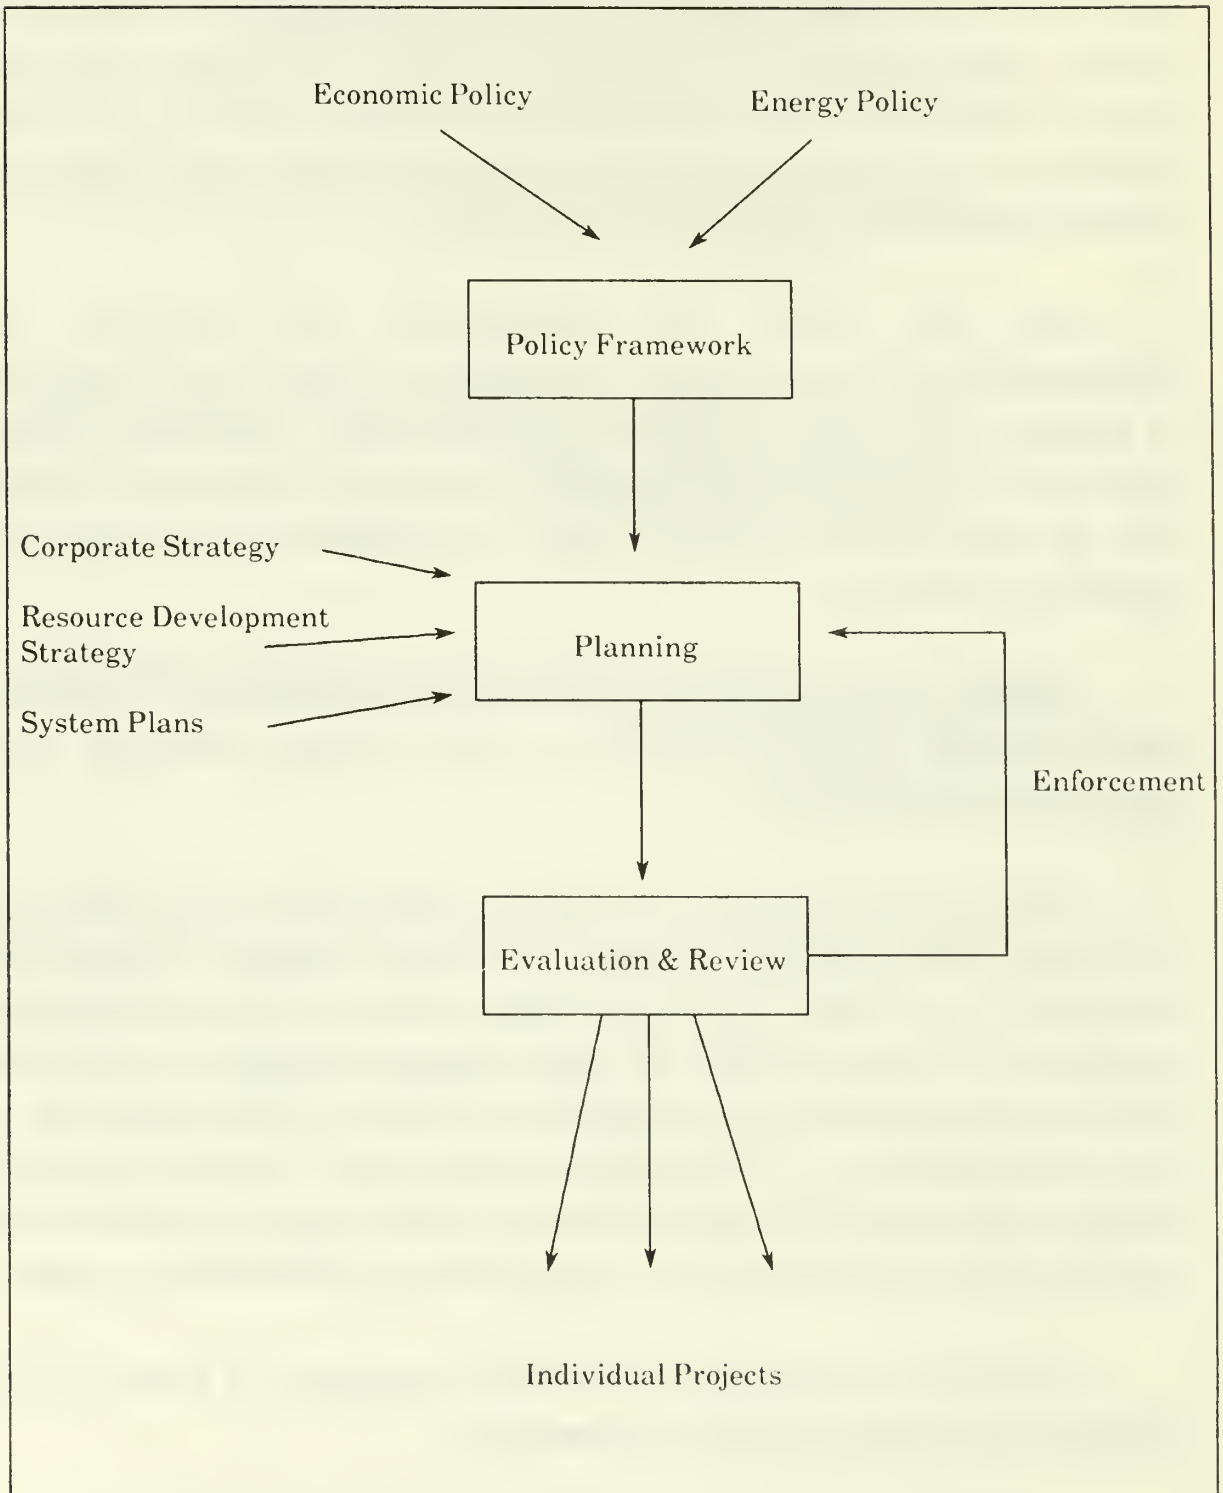 Economic Policy
Energy Policy
Policy Framework
Corporate Strategy
Resource Development
Strategy
Planning
System Plans
Enforcement
Evaluation & Review
Individual Projects